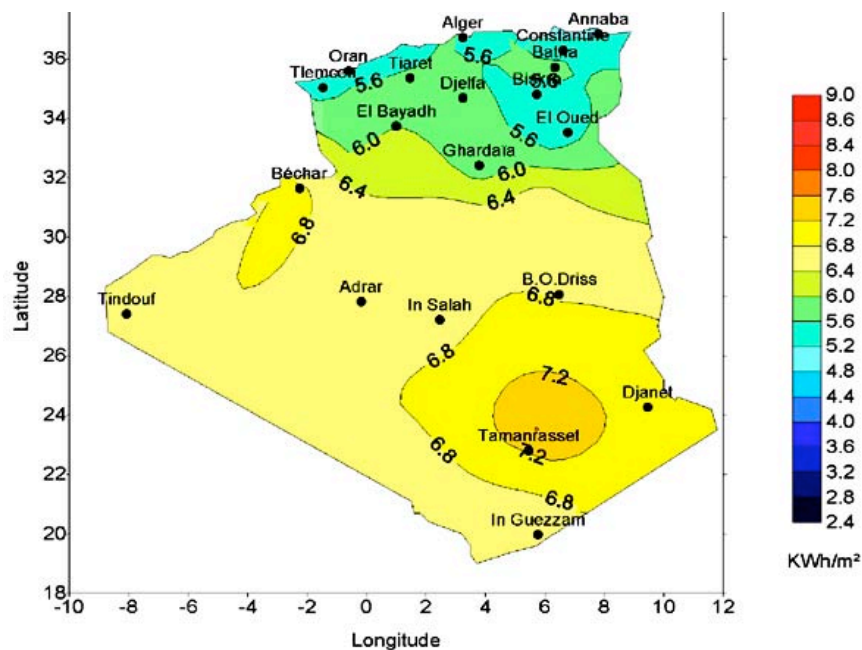 Annaba
Alger
Constantine
36
5.6
Batna
Oran
Tiaret
Biskra
5.6
Tlemcen
5.6
Djelfa
El Bayadh
El Oued
34
5.6
6.0
Ghardaïa
6.0
Béchar
32
6.4
6.4
6.8
30
B.O.Driss
Adrar
Tindouf
28
6.8
In Salah
6.8
26
7.2
Djanet
24
Tamanrasset
6.8
7.2
22
6.8
In Guezzam
20
18
-10 -8 -6 -4 -2 0 2 4 6 8 10 12
Latitude
Longitude
9.0
8.6
8.4
8.0
7.6
7.2
6.8
6.4
6.0
5.6
5.2
4.8
4.4
4.0
3.6
3.2
2.8
2.4
KWh/m²